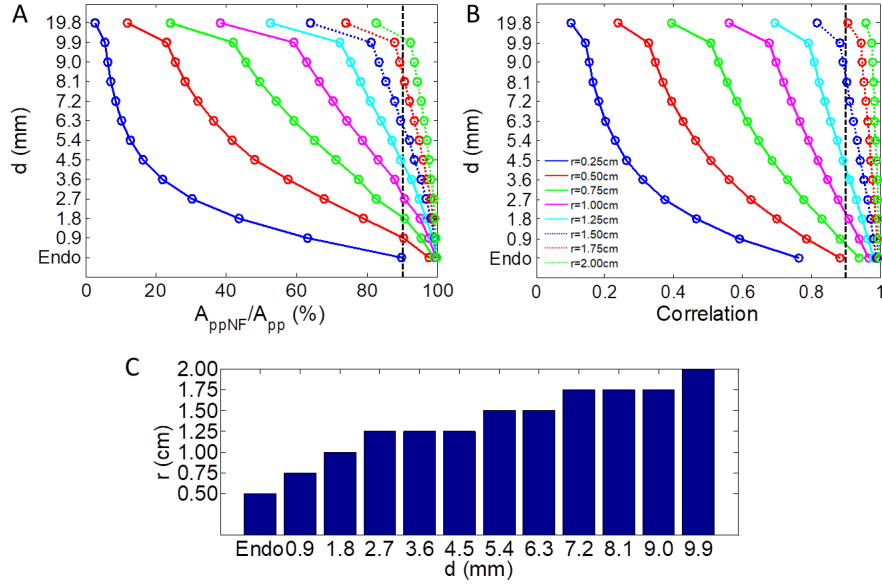 A
B
d (mm)
19.8
9.9
9.0
8.1
7.2
6.3
5.4
4.5
3.6
2.7
1.8
0.9
Endo
0 20 40 60 80 100
A_ppNF/A_pp (%)
d (mm)
19.8
9.9
9.0
8.1
7.2
6.3
5.4
4.5
3.6
2.7
1.8
0.9
Endo
r=0.25cm
r=0.50cm
r=0.75cm
r=1.00cm
r=1.25cm
r=1.50cm
r=1.75cm
r=2.00cm
0 0.2 0.4 0.6 0.8 1
Correlation
C
r (cm)
2.00
1.75
1.50
1.25
1.00
0.75
0.50
Endo 0.9 1.8 2.7 3.6 4.5 5.4 6.3 7.2 8.1 9.0 9.9
d (mm)